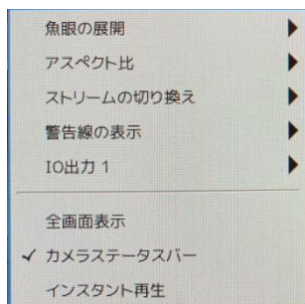 魚眼の展開
アスペクト比
ストリームの切り換え
警告線の表示
IO出力 1
全画面表示
カメラステータスバー
インスタント再生